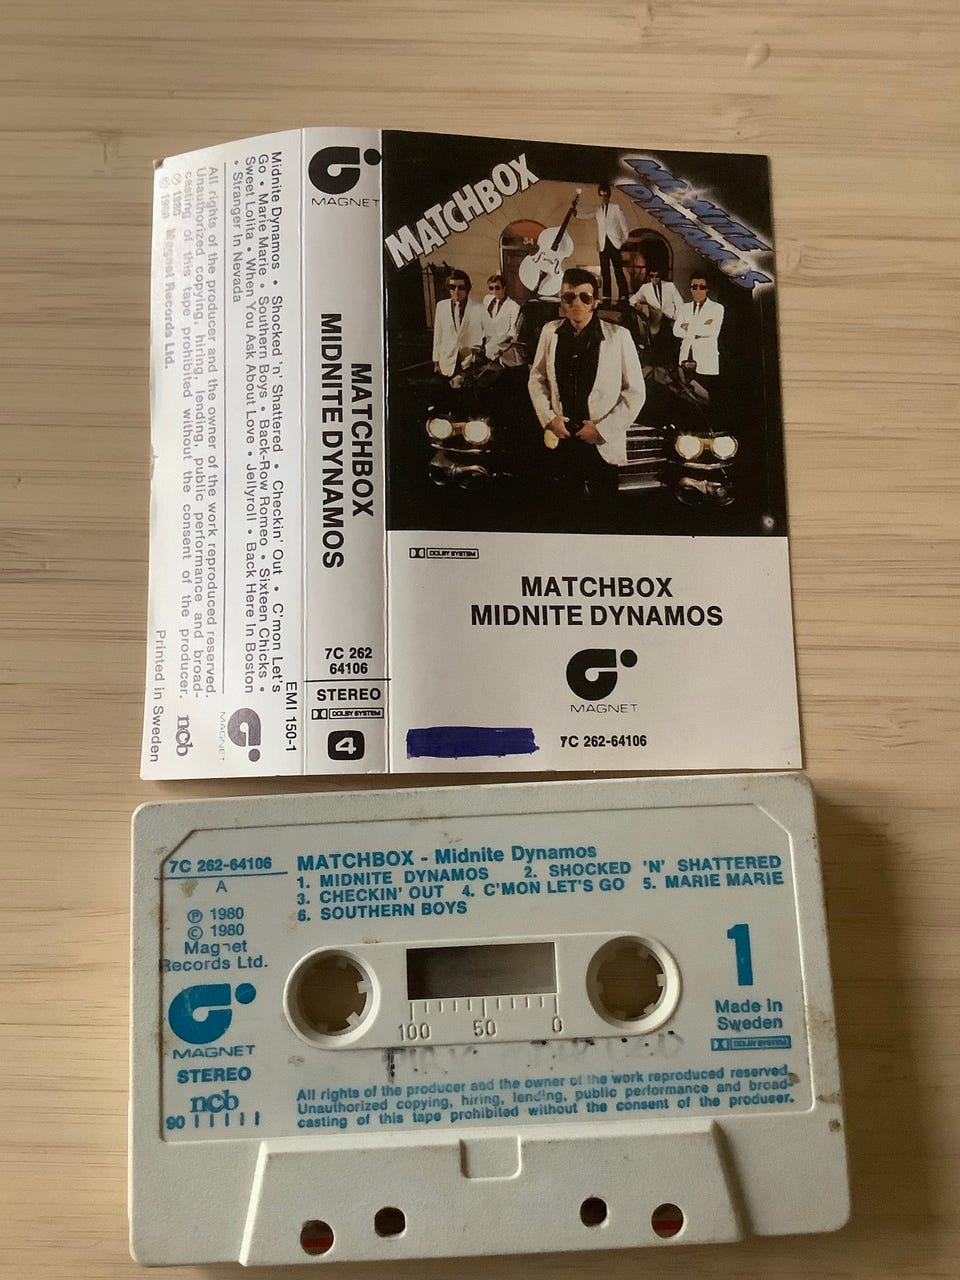 MATCHBOX
MIDNITE
DYNAMOS
34
DOLBY SYSTEM
MATCHBOX
MIDNITE DYNAMOS
MAGNET
7C 262-64106
MAGNET
MATCHBOX
MIDNITE DYNAMOS
7C 262
64106
STEREO
DOLBY SYSTEM
4
Midnite Dynamos • Shocked 'n' Shattered • Checkin' Out • C'mon Let's
Go • Marie Marie • Southern Boys • Back-Row Romeo • Sixteen Chicks •
Sweet Lolita • When You Ask About Love • Jellyroll • Back Here In Boston
• Stranger In Nevada
EMI 150-1
MAGNET
All rights of the producer and the owner of the work reproduced reserved.
Unauthorized copying, hiring, lending, public performance and broad-
casting of this tape prohibited without the consent of the producer.
℗ 1980
© 1980 Magnet Records Ltd.
ncb
Printed in Sweden
7C 262-64106
A
℗ 1980
© 1980
Magnet
Records Ltd.
MAGNET
STEREO
ncb
90
MATCHBOX - Midnite Dynamos
1. MIDNITE DYNAMOS 2. SHOCKED 'N' SHATTERED
3. CHECKIN' OUT 4. C'MON LET'S GO 5. MARIE MARIE
6. SOUTHERN BOYS
1
Made in
Sweden
DOLBY SYSTEM
100 50 0
All rights of the producer and the owner of the work reproduced reserved.
Unauthorized copying, hiring, lending, public performance and broad-
casting of this tape prohibited without the consent of the producer.